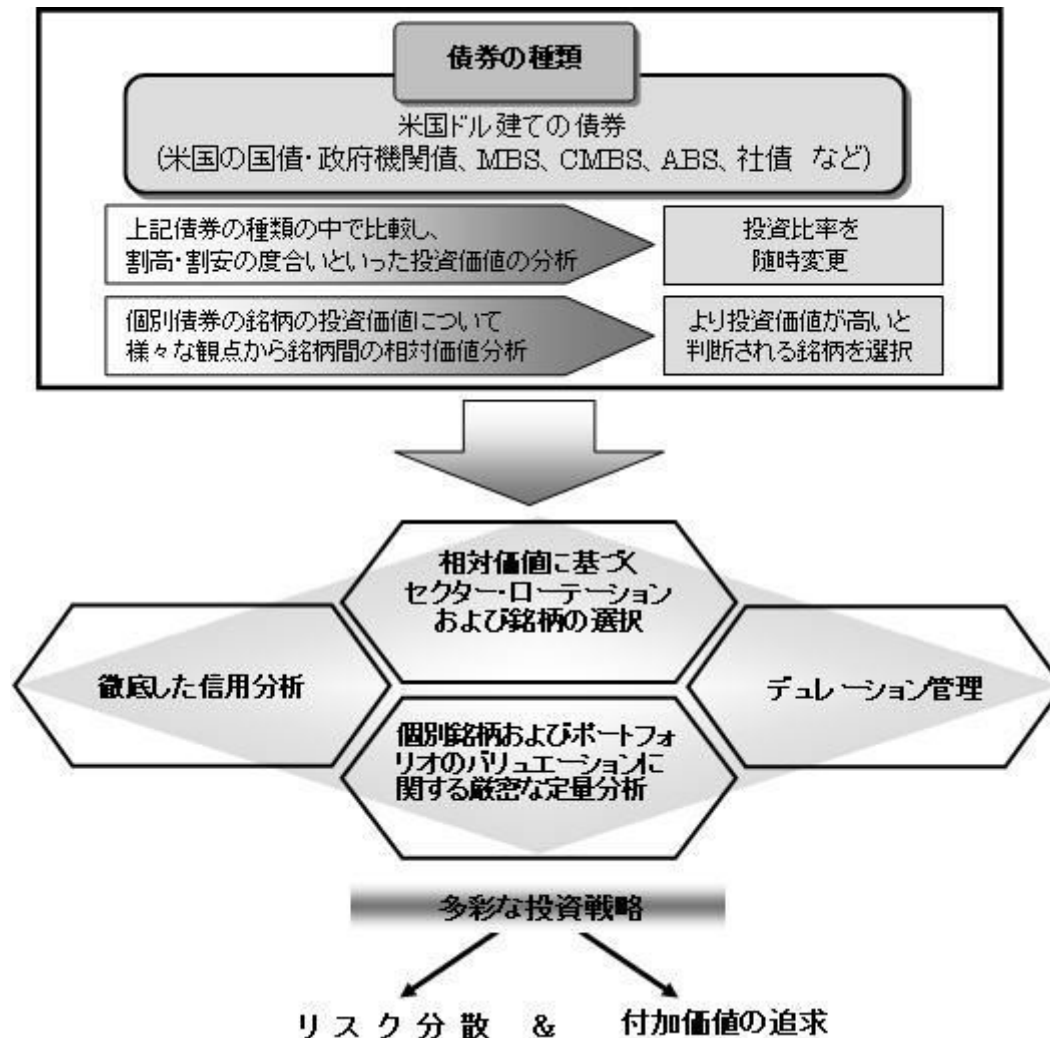 債券の種類
米国ドル建ての債券
(米国の国債・政府機関債、MBS、CMBS、ABS、社債 など)
上記債券の種類の中で比較し、
割高・割安の度合いといった投資価値の分析
投資比率を
随時変更
個別債券の銘柄の投資価値について
様々な観点から銘柄間の相対価値分析
より投資価値が高いと
判断される銘柄を選択
相対価値に基づく
セクター・ローテーション
および銘柄の選択
徹底した信用分析
デュレーション管理
個別銘柄およびポートフォ
リオのバリュエーションに
関する厳密な定量分析
多彩な投資戦略
リスク分散 & 付加価値の追求